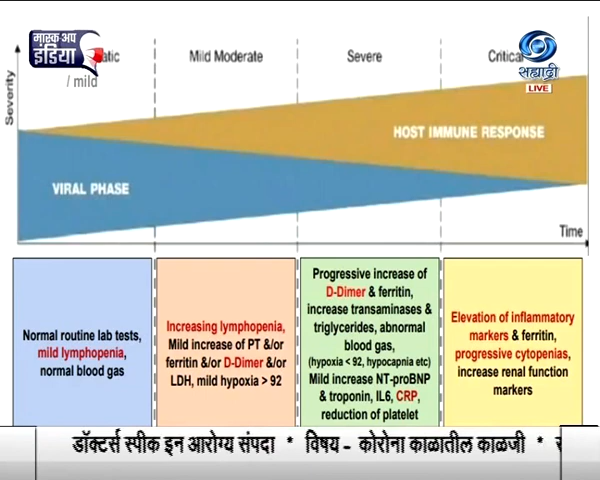 मास्क अप
इंडिया
/ mild
Mild Moderate
Severe
सह्याद्री
LIVE
Severity
HOST IMMUNE RESPONSE
VIRAL PHASE
Time
Normal routine lab tests,
mild lymphopenia,
normal blood gas
Increasing lymphopenia,
Mild increase of PT &/or
ferritin &/or D-Dimer &/or
LDH, mild hypoxia > 92
Progressive increase of
D-Dimer & ferritin,
increase transaminases &
triglycerides, abnormal
blood gas,
(hypoxia < 92, hypocapnia etc)
Mild increase NT-proBNP
& troponin, IL6, CRP,
reduction of platelet
Elevation of inflammatory
markers & ferritin,
progressive cytopenias,
increase renal function
markers
डॉक्टर्स स्पीक इन आरोग्य संपदा * विषय - कोरोना काळातील काळजी *